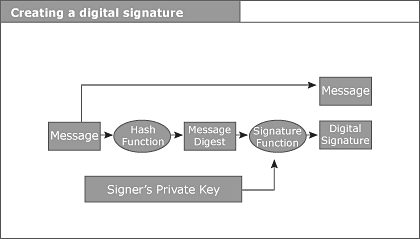 Creating a digital signature
Message
Message
Hash
Function
Message
Digest
Signature
Function
Digital
Signature
Signer's Private Key